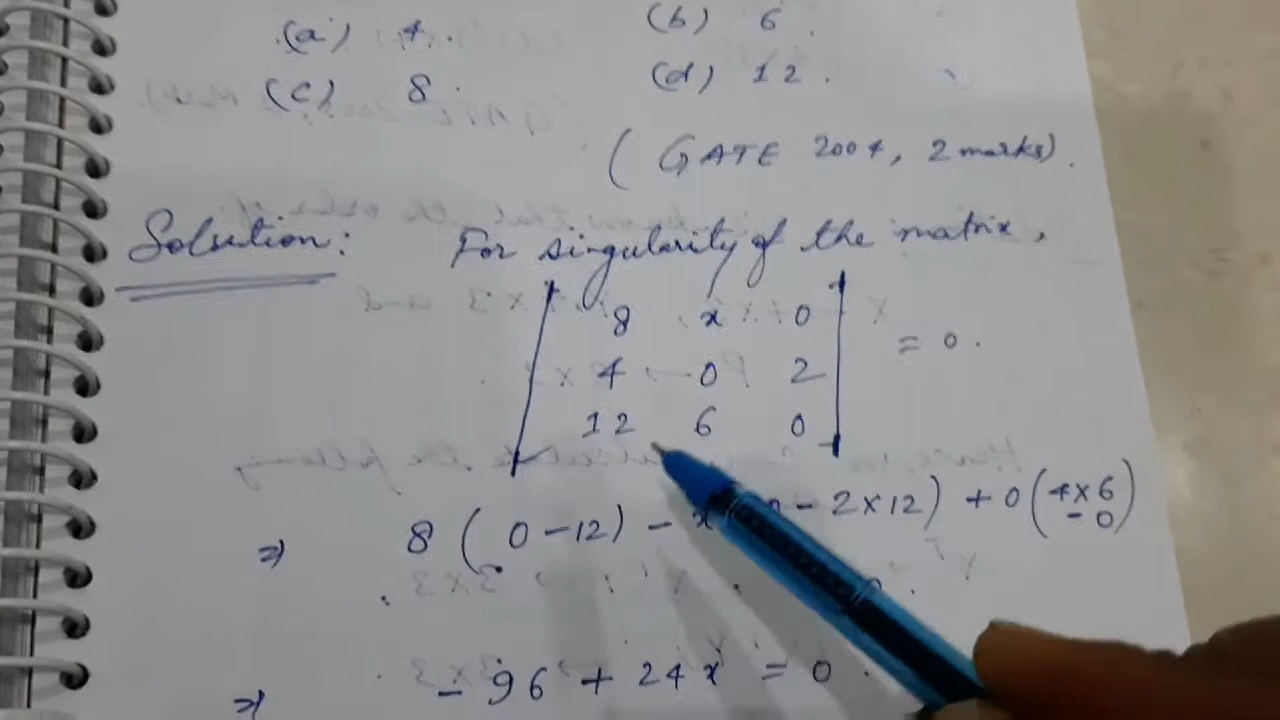 (a) 4. (b) 6.
(c) 8. (d) 12.
(GATE 2004, 2 marks).
Solution: For singularity of the matrix,
8 x 0
4 0 2 = 0.
12 6 0
⇒ 8 (0-12) - x - 2×12) + 0 (4×6 - 0)
⇒ - 96 + 24x = 0.